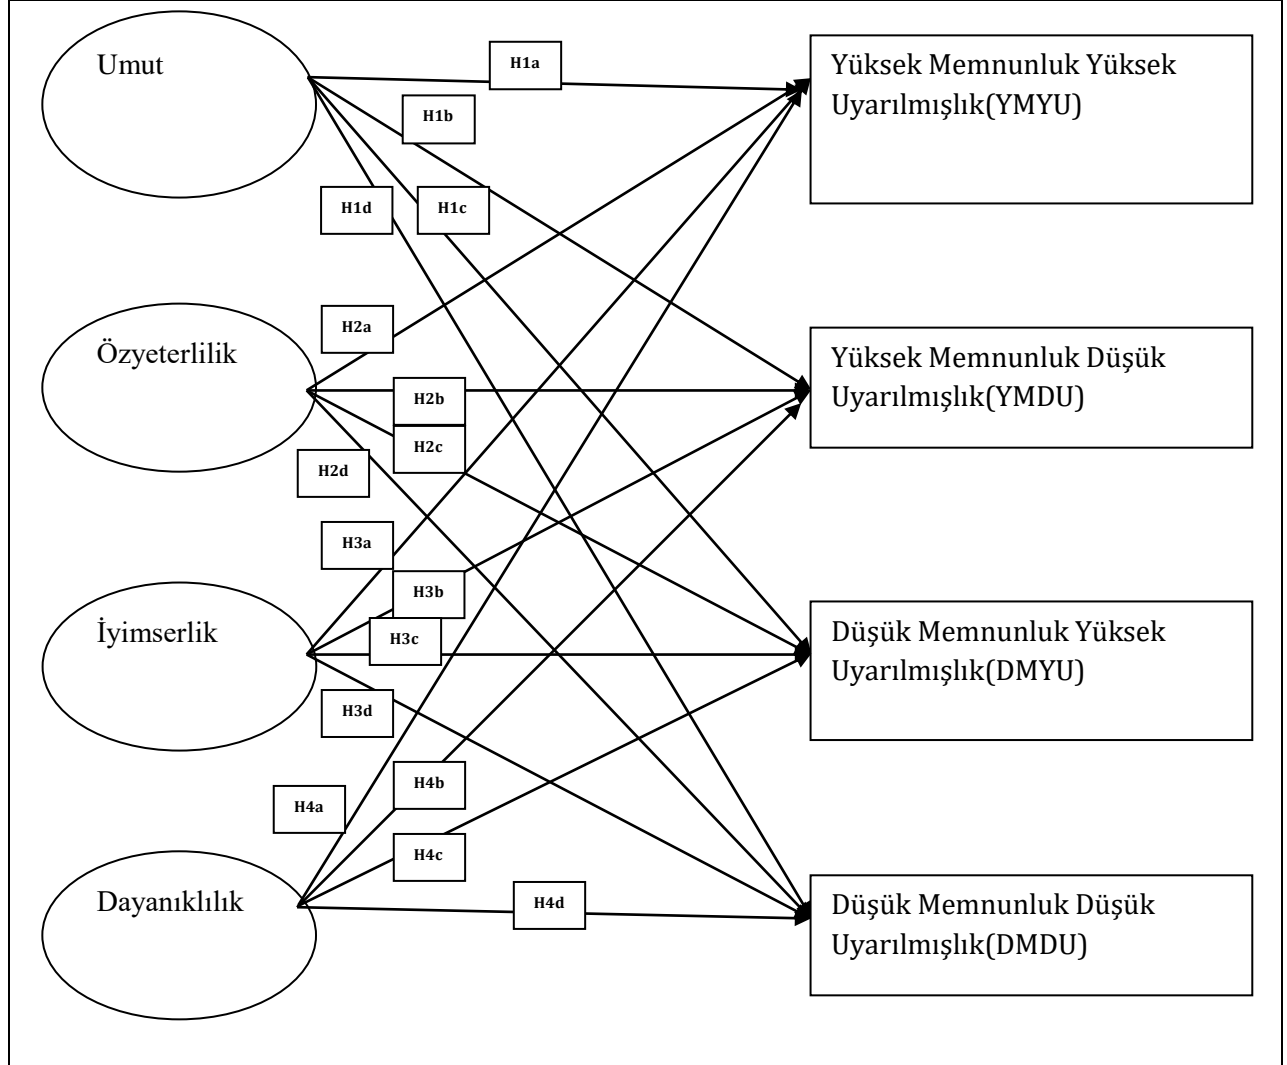 Umut
H1a
Yüksek Memnunluk Yüksek
Uyarılmışlık(YMYU)
H1b
H1d
H1c
Özyeterlilik
H2a
Yüksek Memnunluk Düşük
Uyarılmışlık(YMDU)
H2b
H2c
H2d
H3a
İyimserlik
H3b
H3c
Düşük Memnunluk Yüksek
Uyarılmışlık(DMYU)
H3d
H4b
H4a
H4c
Dayanıklılık
H4d
Düşük Memnunluk Düşük
Uyarılmışlık(DMDU)